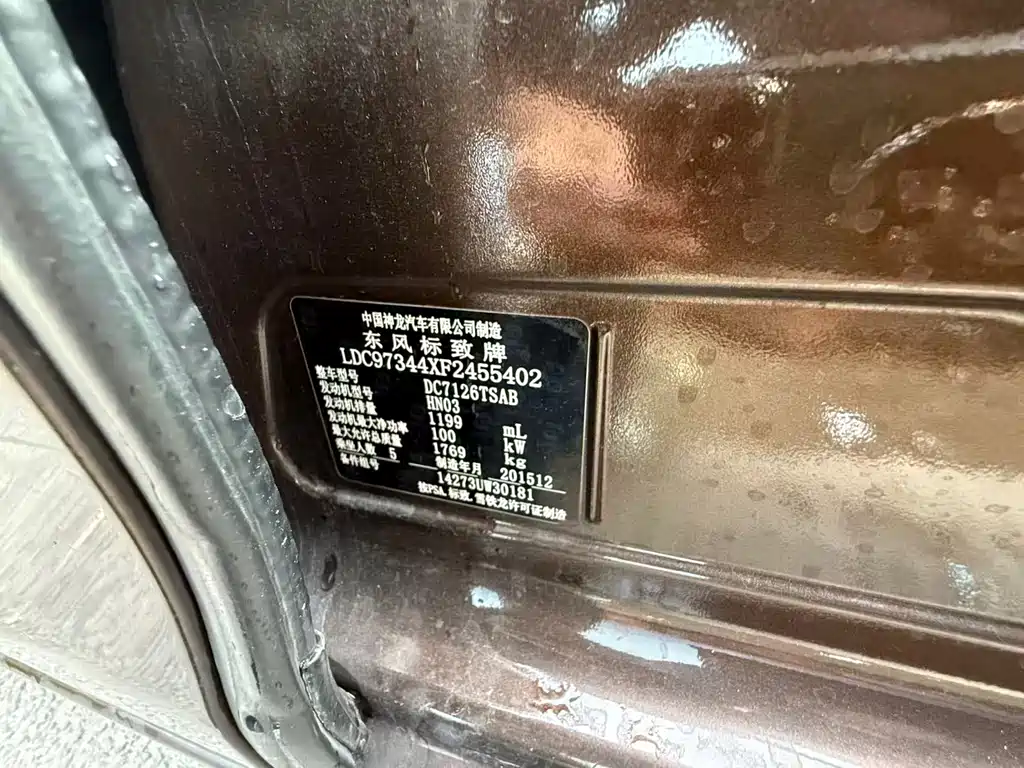 中国神龙汽车有限公司制造
东风标致牌
LDC97344XF2455402
整车型号 DC7126TSAB
发动机型号 HN03
发动机排量 1199 mL
发动机最大净功率 100 kW
最大允许总质量 1769 kg
乘坐人数 5 制造年月 201512
备件组号 14273UW30181
按PSA.标致.雪铁龙许可证制造